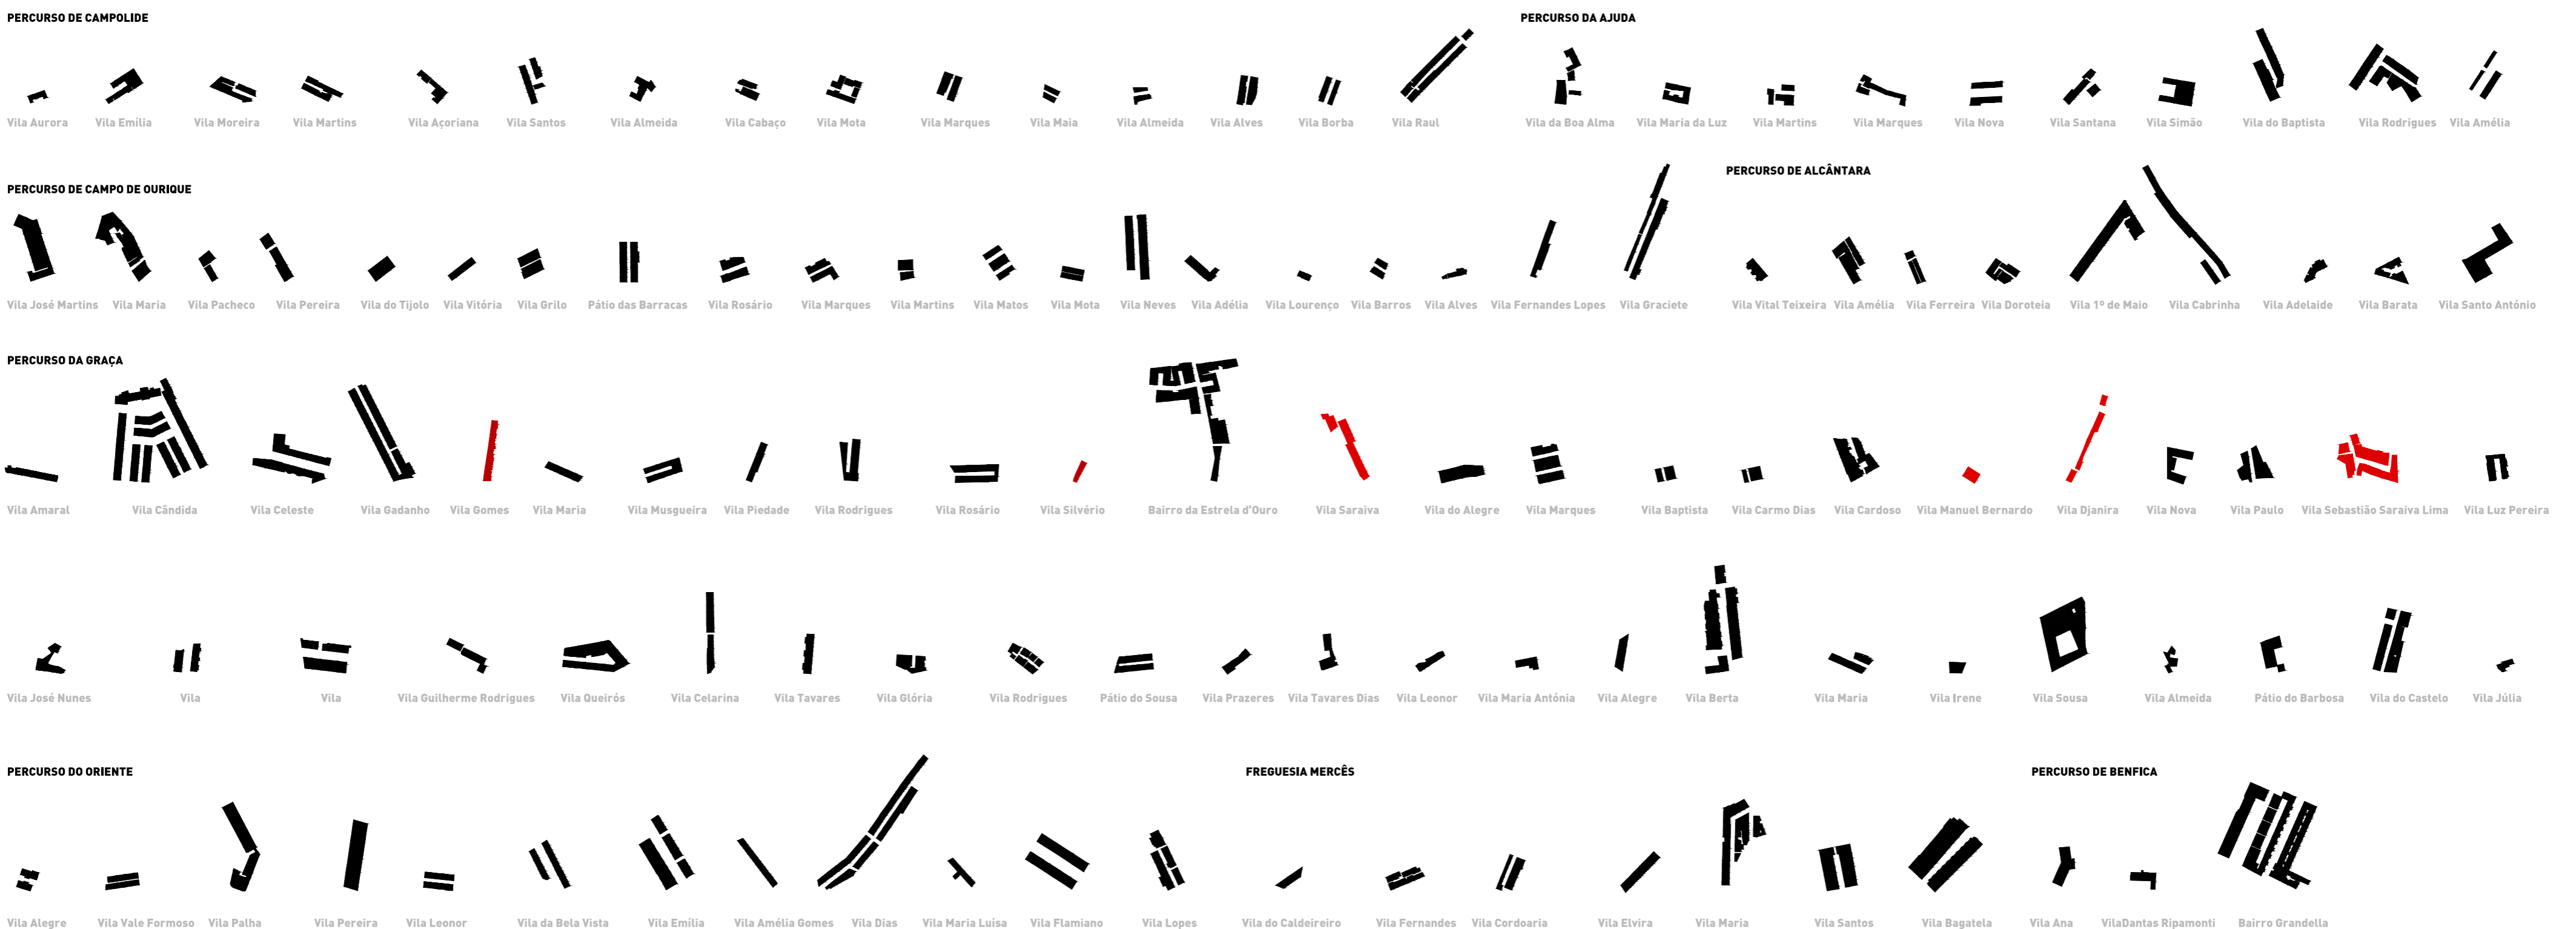 PERCURSO DE CAMPOLIDE
Vila Aurora Vila Emília Vila Moreira Vila Martins Vila Açoriana Vila Santos Vila Almeida Vila Cabaço Vila Mota Vila Marques Vila Maia Vila Almeida Vila Alves Vila Borba Vila Raul
PERCURSO DA AJUDA
Vila da Boa Alma Vila Maria da Luz Vila Martins Vila Marques Vila Nova Vila Santana Vila Simão Vila do Baptista Vila Rodrigues Vila Amélia
PERCURSO DE CAMPO DE OURIQUE
Vila José Martins Vila Maria Vila Pacheco Vila Pereira Vila do Tijolo Vila Vitória Vila Grilo Pátio das Barracas Vila Rosário Vila Marques Vila Martins Vila Matos Vila Mota Vila Neves Vila Adélia Vila Lourenço Vila Barros Vila Alves Vila Fernandes Lopes Vila Graciete
PERCURSO DE ALCÂNTARA
Vila Vital Teixeira Vila Amélia Vila Ferreira Vila Doroteia Vila 1º de Maio Vila Cabrinha Vila Adelaide Vila Barata Vila Santo António
PERCURSO DA GRAÇA
Vila Amaral Vila Cândida Vila Celeste Vila Gadanho Vila Gomes Vila Maria Vila Musgueira Vila Piedade Vila Rodrigues Vila Rosário Vila Silvério Bairro da Estrela d'Ouro Vila Saraiva Vila do Alegre Vila Marques Vila Baptista Vila Carmo Dias Vila Cardoso Vila Manuel Bernardo Vila Djanira Vila Nova Vila Paulo Vila Sebastião Saraiva Lima Vila Luz Pereira
Vila José Nunes Vila Vila Vila Guilherme Rodrigues Vila Queirós Vila Celarina Vila Tavares Vila Glória Vila Rodrigues Pátio do Sousa Vila Prazeres Vila Tavares Dias Vila Leonor Vila Maria Antónia Vila Alegre Vila Berta Vila Maria Vila Irene Vila Sousa Vila Almeida Pátio do Barbosa Vila do Castelo Vila Júlia
PERCURSO DO ORIENTE
Vila Alegre Vila Vale Formoso Vila Palha Vila Pereira Vila Leonor Vila da Bela Vista Vila Emília Vila Amélia Gomes Vila Dias Vila Maria Luísa Vila Flamiano Vila Lopes
FREGUESIA MERCÊS
Vila do Caldeireiro Vila Fernandes Vila Cordoaria Vila Elvira Vila Maria Vila Santos Vila Bagatela
PERCURSO DE BENFICA
Vila Ana VilaDantas Ripamonti Bairro Grandella